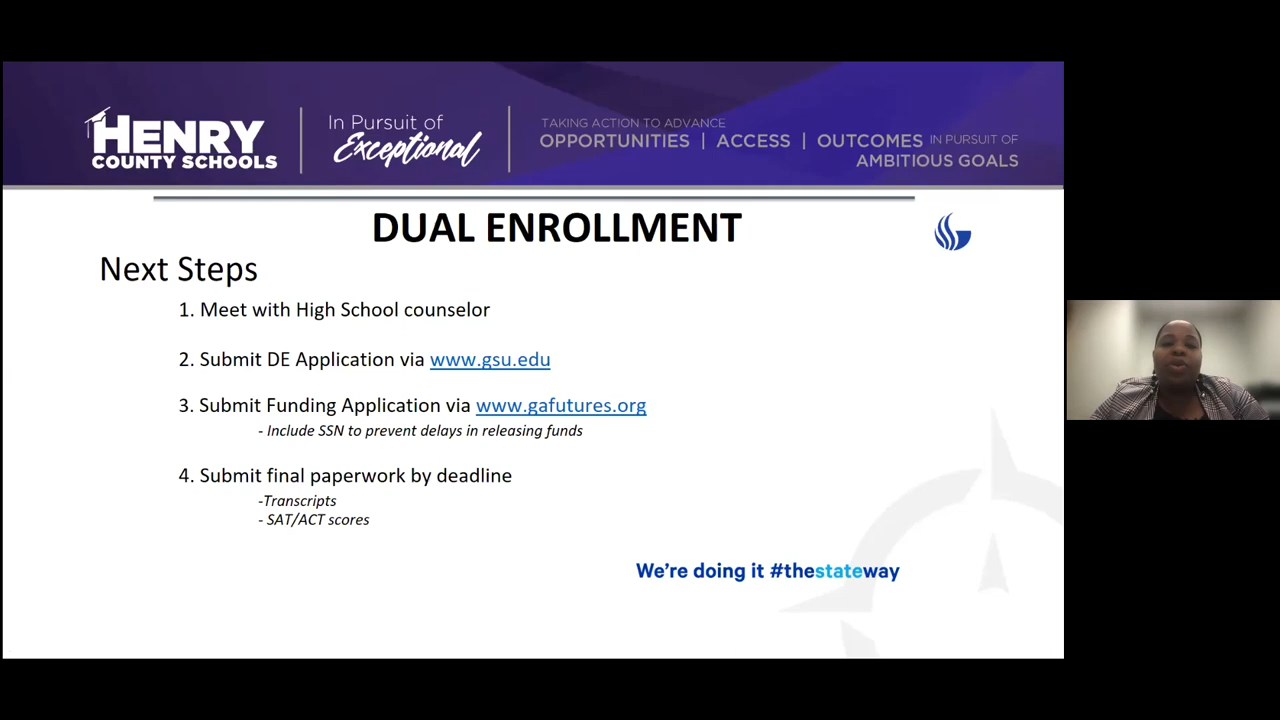 HENRY
COUNTY SCHOOLS
In Pursuit of
Exceptional
TAKING ACTION TO ADVANCE
OPPORTUNITIES | ACCESS | OUTCOMES IN PURSUIT OF
AMBITIOUS GOALS
DUAL ENROLLMENT
Next Steps
1. Meet with High School counselor
2. Submit DE Application via www.gsu.edu
3. Submit Funding Application via www.gafutures.org
- Include SSN to prevent delays in releasing funds
4. Submit final paperwork by deadline
-Transcripts
- SAT/ACT scores
We're doing it #thestateway